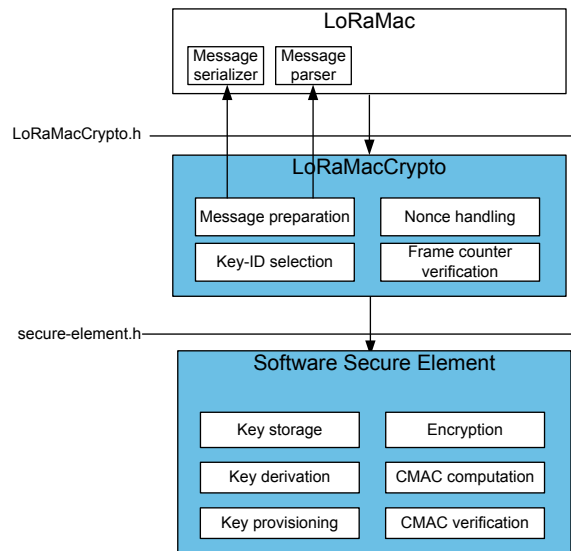 LoRaMac
Message
serializer
Message
parser
LoRaMacCrypto.h
LoRaMacCrypto
Message preparation
Nonce handling
Key-ID selection
Frame counter
verification
secure-element.h
Software Secure Element
Key storage
Encryption
Key derivation
CMAC computation
Key provisioning
CMAC verification